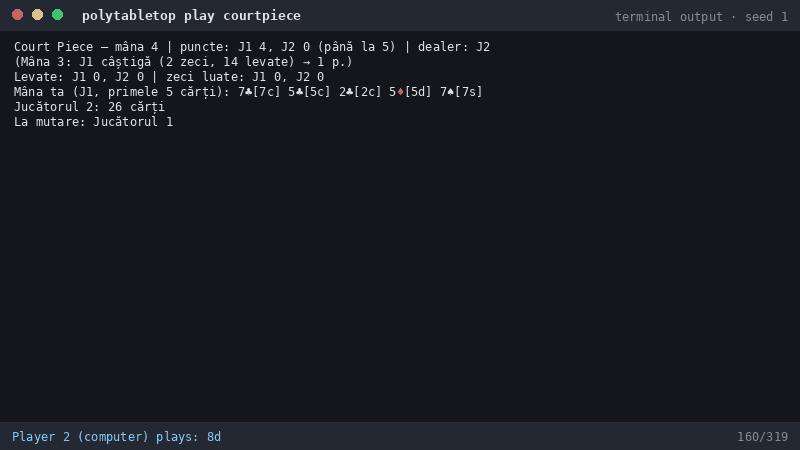 polytabletop play courtpiece
terminal output · seed 1
Court Piece — mâna 4 | puncte: J1 4, J2 0 (până la 5) | dealer: J2
(Mâna 3: J1 câștigă (2 zeci, 14 levate) → 1 p.)
Levate: J1 0, J2 0 | zeci luate: J1 0, J2 0
Mâna ta (J1, primele 5 cărți): 7♣[7c] 5♣[5c] 2♣[2c] 5♦[5d] 7♠[7s]
Jucătorul 2: 26 cărți
La mutare: Jucătorul 1
Player 2 (computer) plays: 8d
160/319